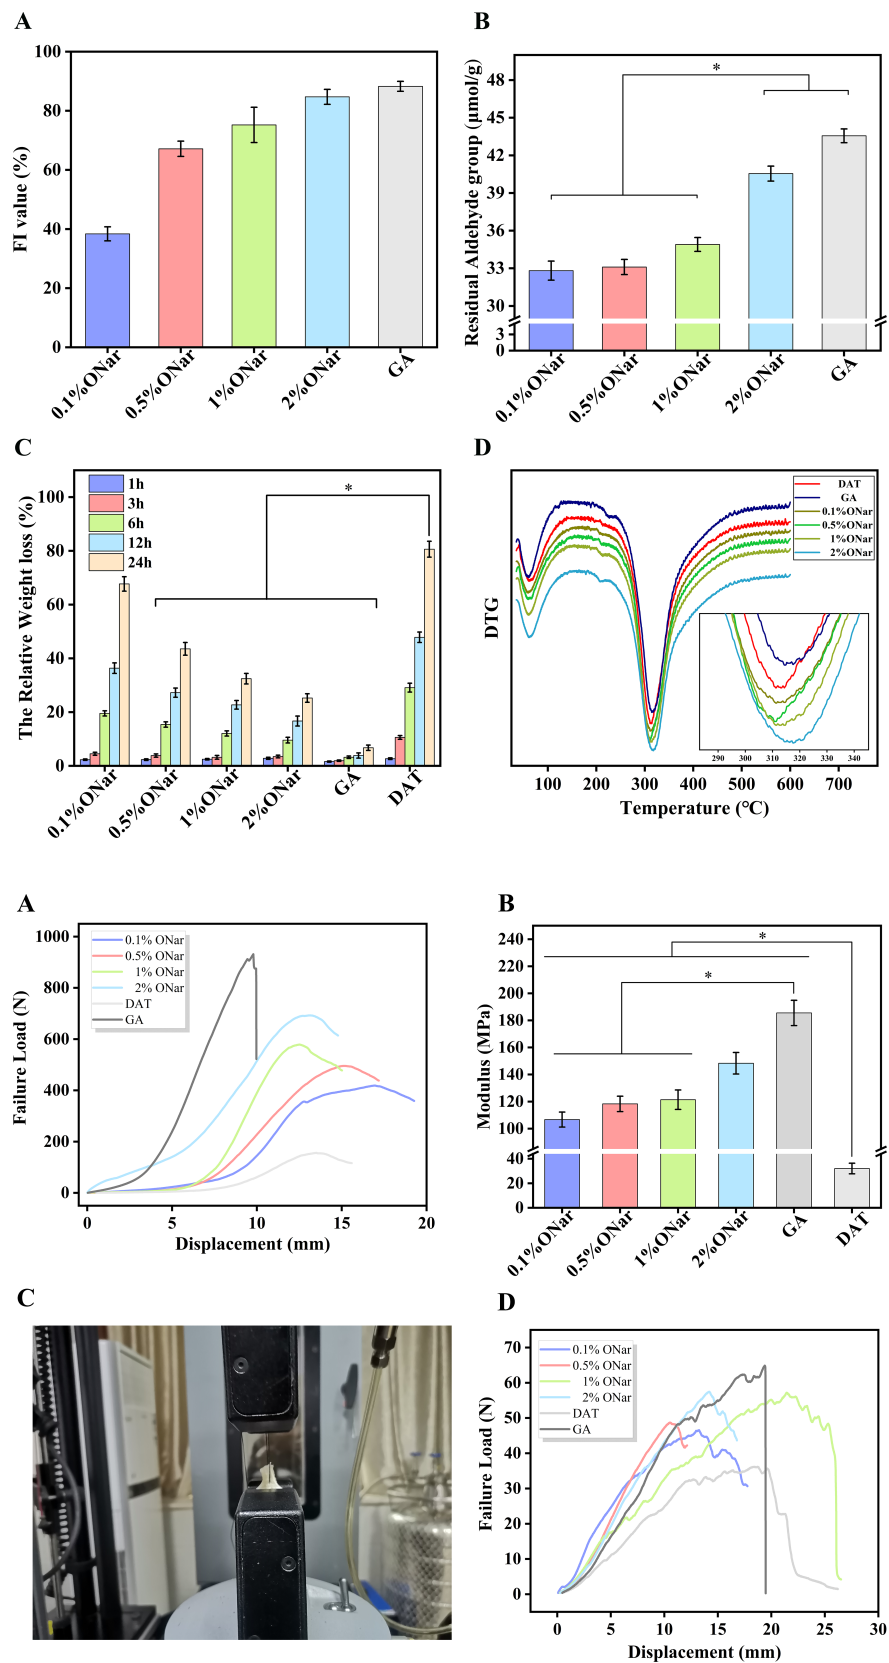 A
FI value (%)
100
80
60
40
20
0
0.1%ONar
0.5%ONar
1%ONar
2%ONar
GA
B
Residual Aldehyde group (μmol/g)
48
45
42
39
36
33
30
3
0
*
0.1%ONar
0.5%ONar
1%ONar
2%ONar
GA
C
The Relative Weight loss (%)
100
80
60
40
20
0
1h
3h
6h
12h
24h
*
0.1%ONar
0.5%ONar
1%ONar
2%ONar
GA
DAT
D
DTG
DAT
GA
0.1%ONar
0.5%ONar
1%ONar
2%ONar
290 300 310 320 330 340
100 200 300 400 500 600 700
Temperature (°C)
A
Failure Load (N)
1000
800
600
400
200
0
0.1% ONar
0.5% ONar
1% ONar
2% ONar
DAT
GA
0 5 10 15 20
Displacement (mm)
B
Modulus (MPa)
240
220
200
180
160
140
120
100
40
20
0
*
*
0.1%ONar
0.5%ONar
1%ONar
2%ONar
GA
DAT
C
D
Failure Load (N)
70
60
50
40
30
20
10
0
0.1% ONar
0.5% ONar
1% ONar
2% ONar
DAT
GA
0 5 10 15 20 25 30
Displacement (mm)